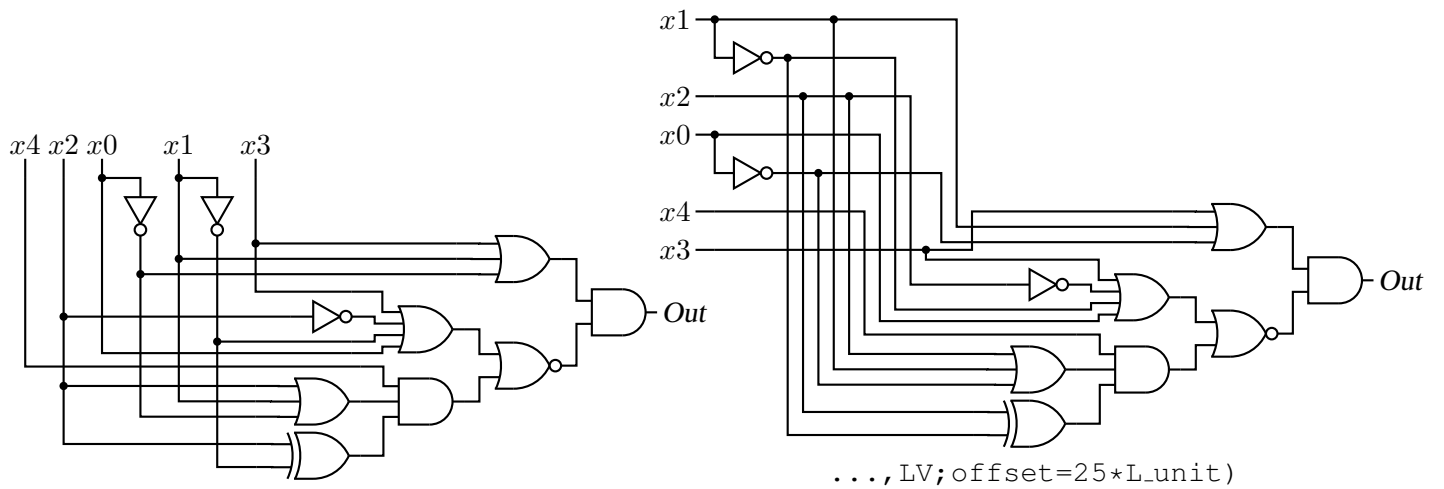 x4 x2 x0 x1 x3
Out
x1
x2
x0
x4
x3
Out
...,LV;offset=25*L_unit)